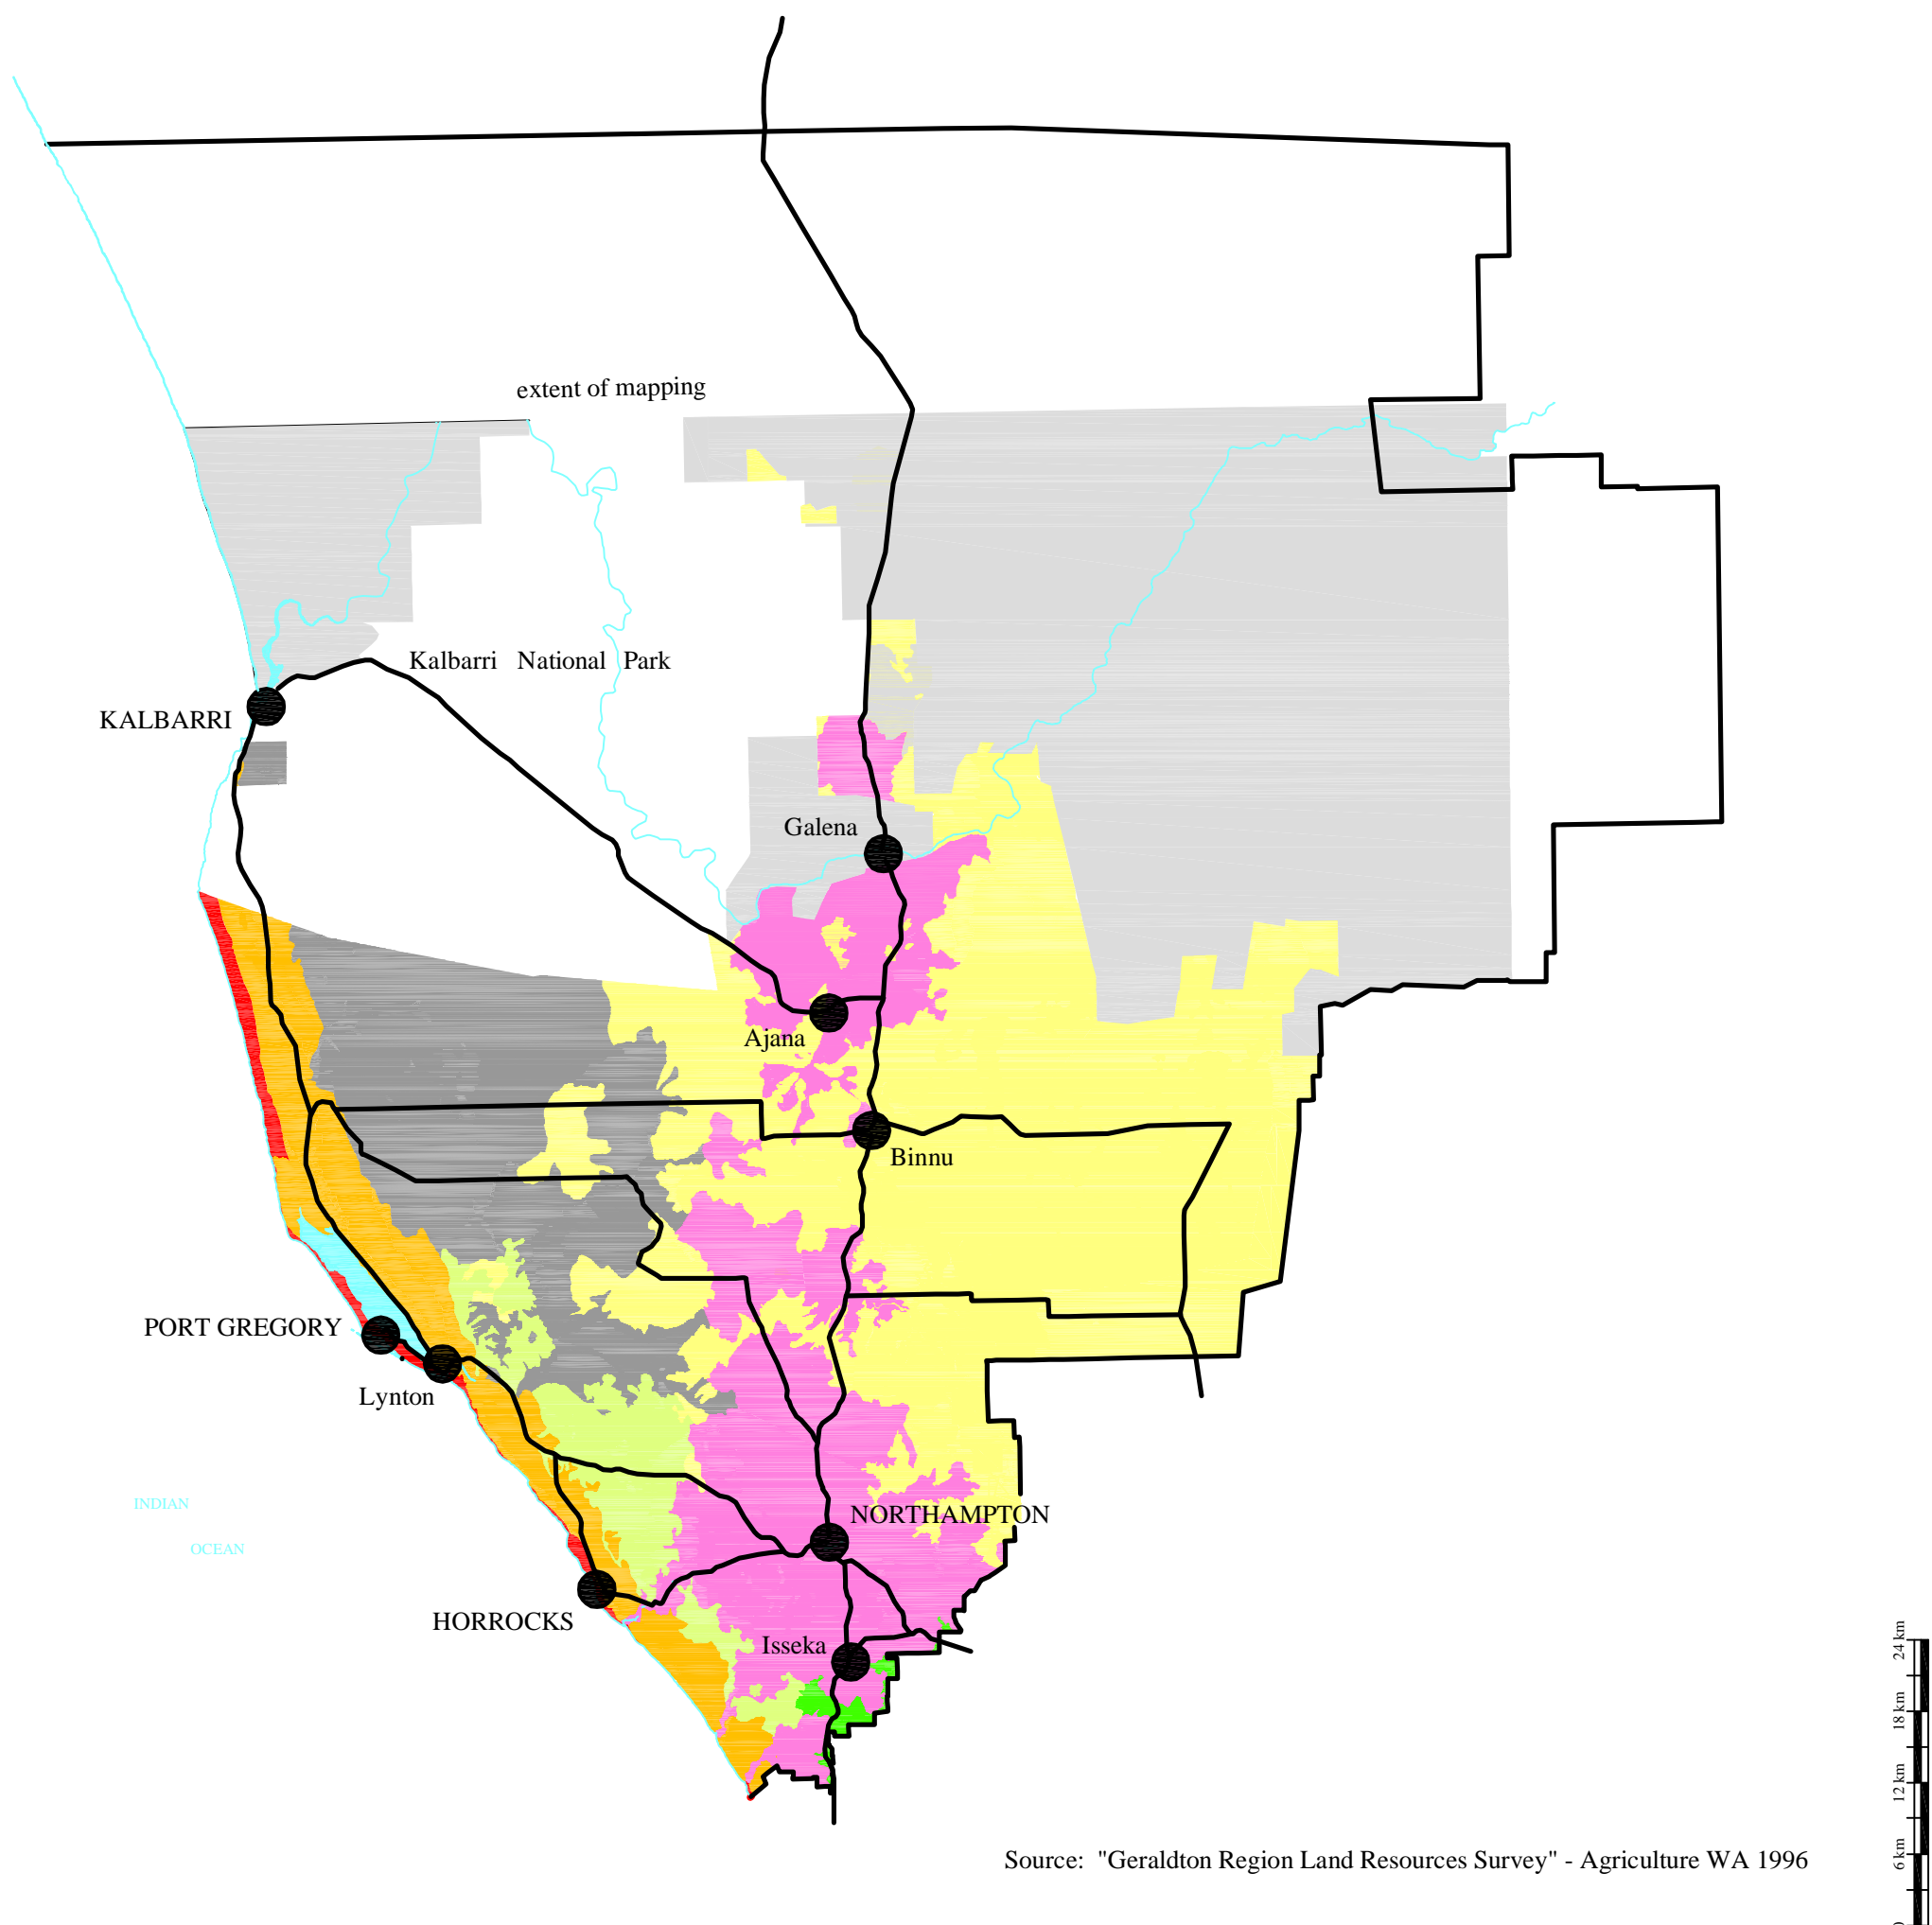 extent of mapping
Kalbarri National Park
KALBARRI
Galena
Ajana
Binnu
PORT GREGORY
Lynton
INDIAN
OCEAN
NORTHAMPTON
HORROCKS
Isseka
24 km
18 km
12 km
6 km
Source: "Geraldton Region Land Resources Survey" - Agriculture WA 1996